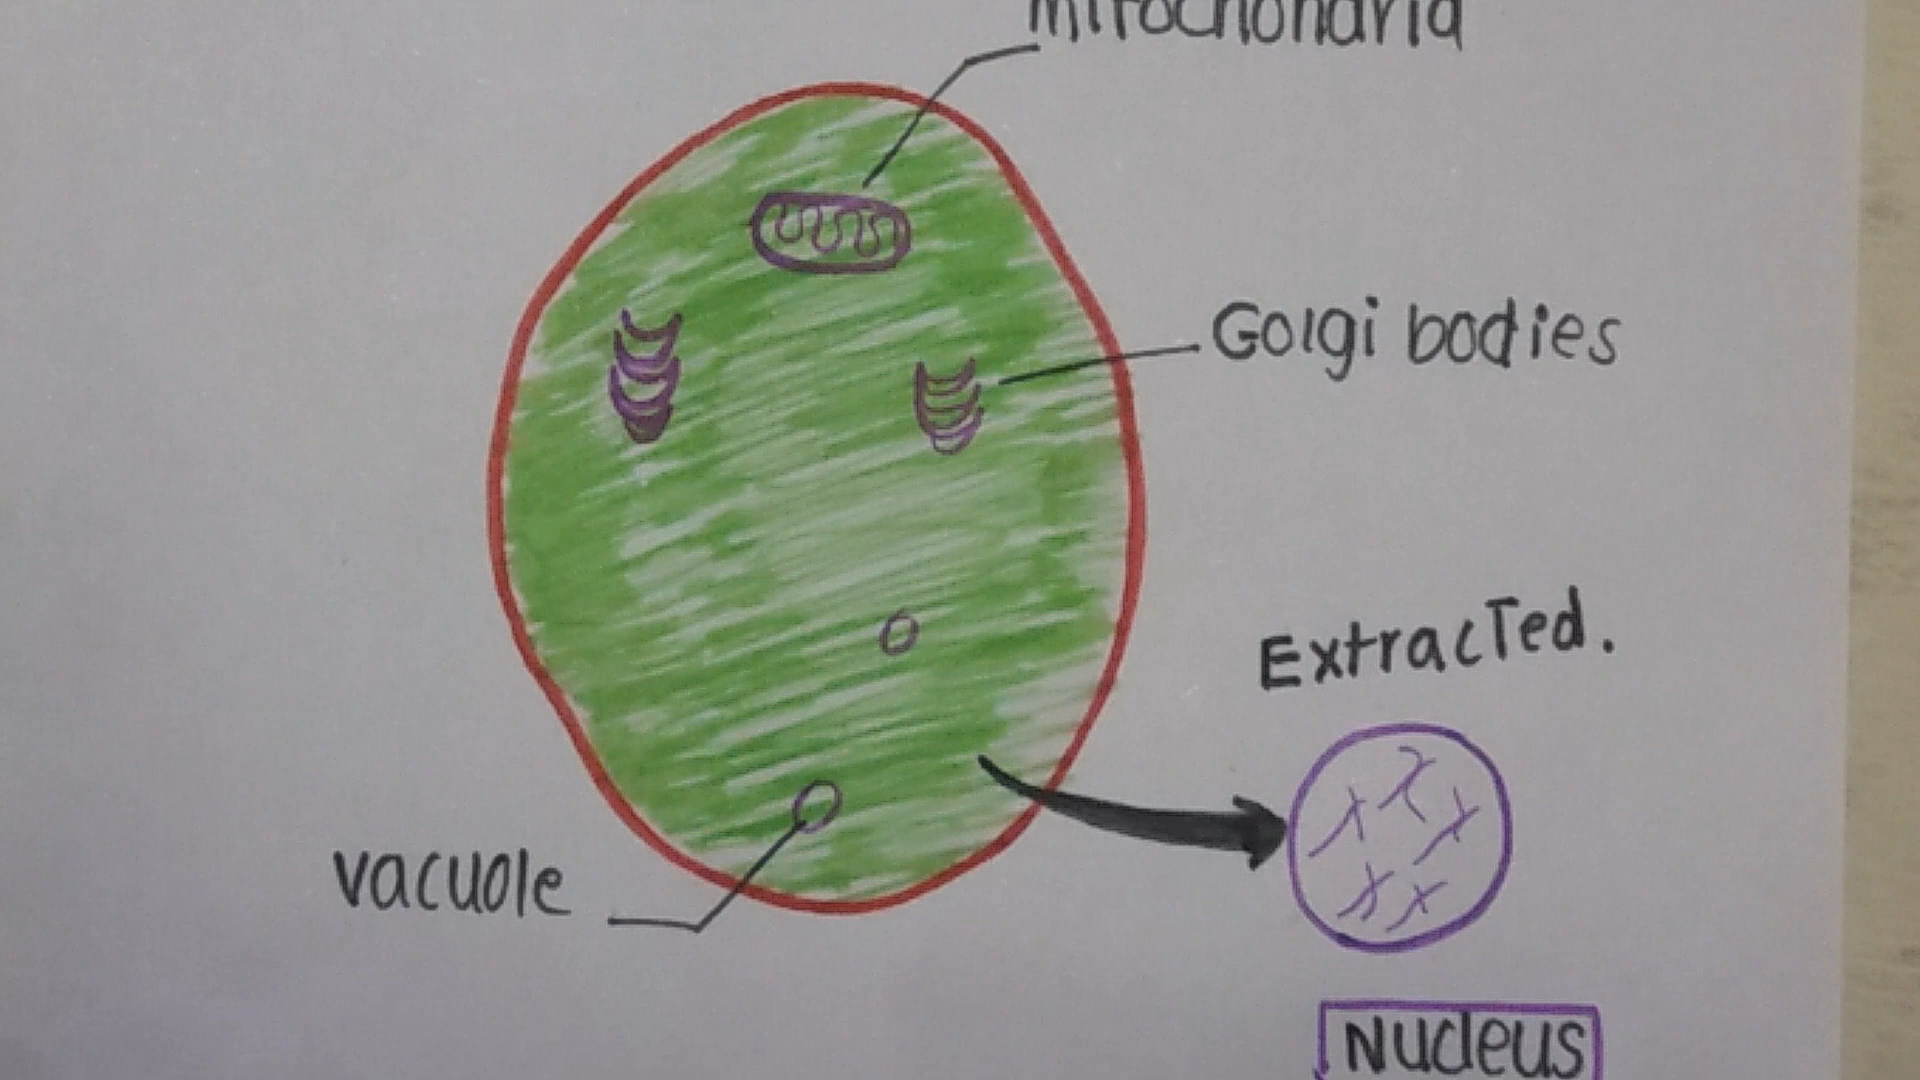 mitochondria
Golgi bodies
Extracted.
vacuole
Nucleus